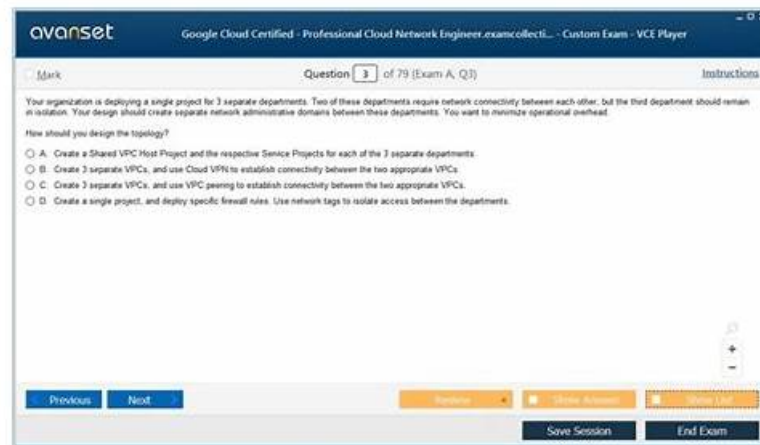 avanset
Google Cloud Certified - Professional Cloud Network Engineer.examcollecti... - Custom Exam - VCE Player
Mark
Question 3 of 79 (Exam A, Q3)
Instructions
Your organization is deploying a single project for 3 separate departments. Two of these departments require network connectivity between each other, but the third department should remain
in isolation. Your design should create separate network administrative domains between these departments. You want to minimize operational overhead.
How should you design the topology?
A. Create a Shared VPC Host Project and the respective Service Projects for each of the 3 separate departments.
B. Create 3 separate VPCs, and use Cloud VPN to establish connectivity between the two appropriate VPCs.
C. Create 3 separate VPCs, and use VPC peering to establish connectivity between the two appropriate VPCs.
D. Create a single project, and deploy specific firewall rules. Use network tags to isolate access between the departments.
+
-
Previous
Next
Review
Show Answer
Show List
Save Session
End Exam